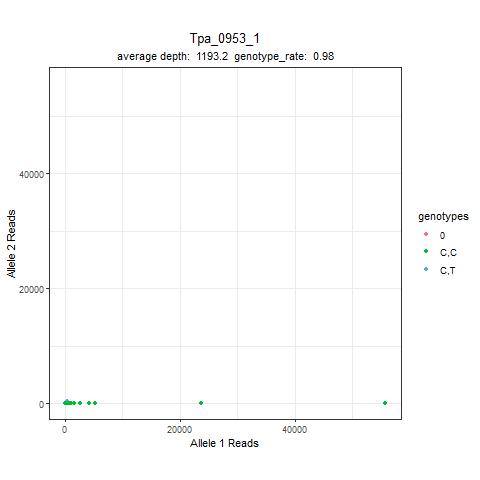 Tpa_0953_1
average depth: 1193.2 genotype_rate: 0.98
40000
20000
0
Allele 2 Reads
0 20000 40000
Allele 1 Reads
genotypes
0
C,C
C,T